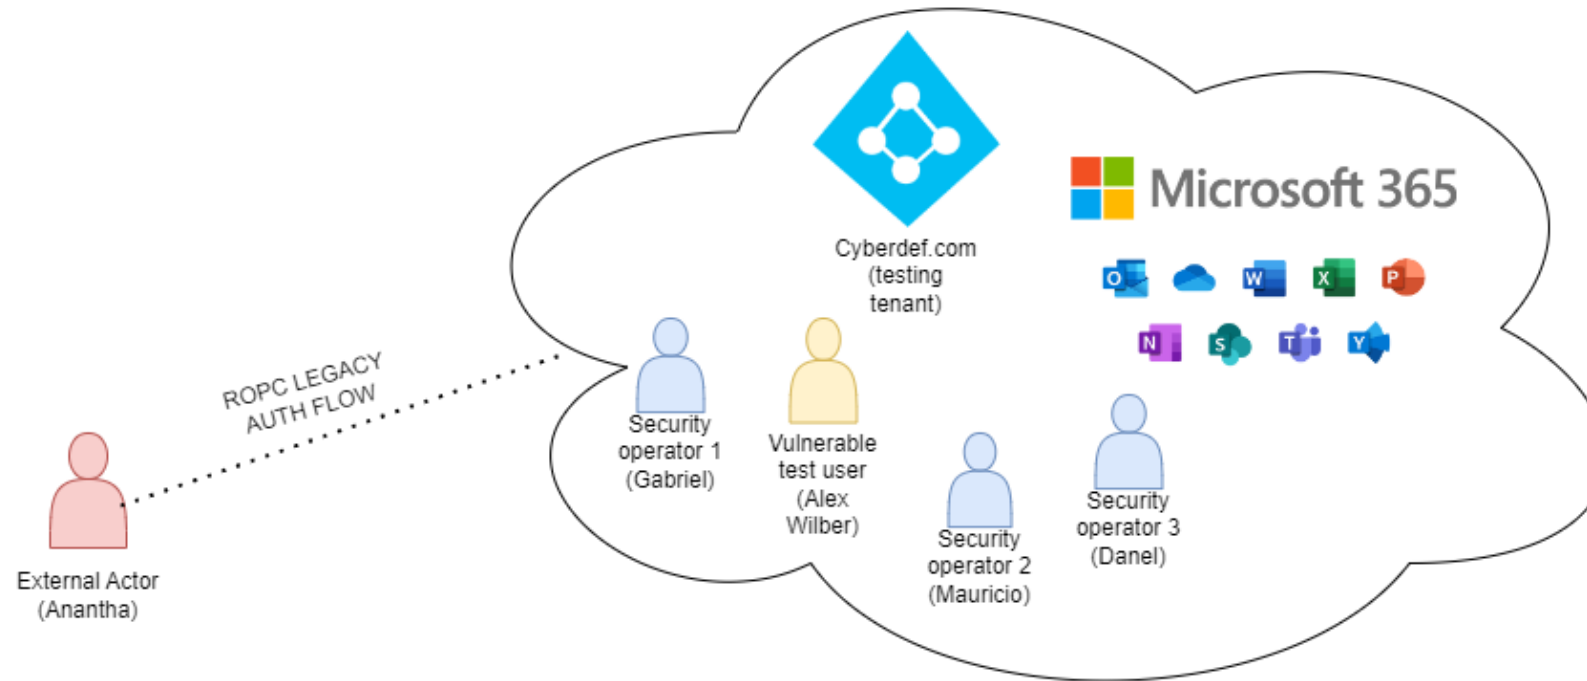 Cyberdef.com
(testing
tenant)
Microsoft 365
O
W
X
P
N
S
T
Y
ROPC LEGACY
AUTH FLOW
External Actor
(Anantha)
Security
operator 1
(Gabriel)
Vulnerable
test user
(Alex
Wilber)
Security
operator 2
(Mauricio)
Security
operator 3
(Danel)